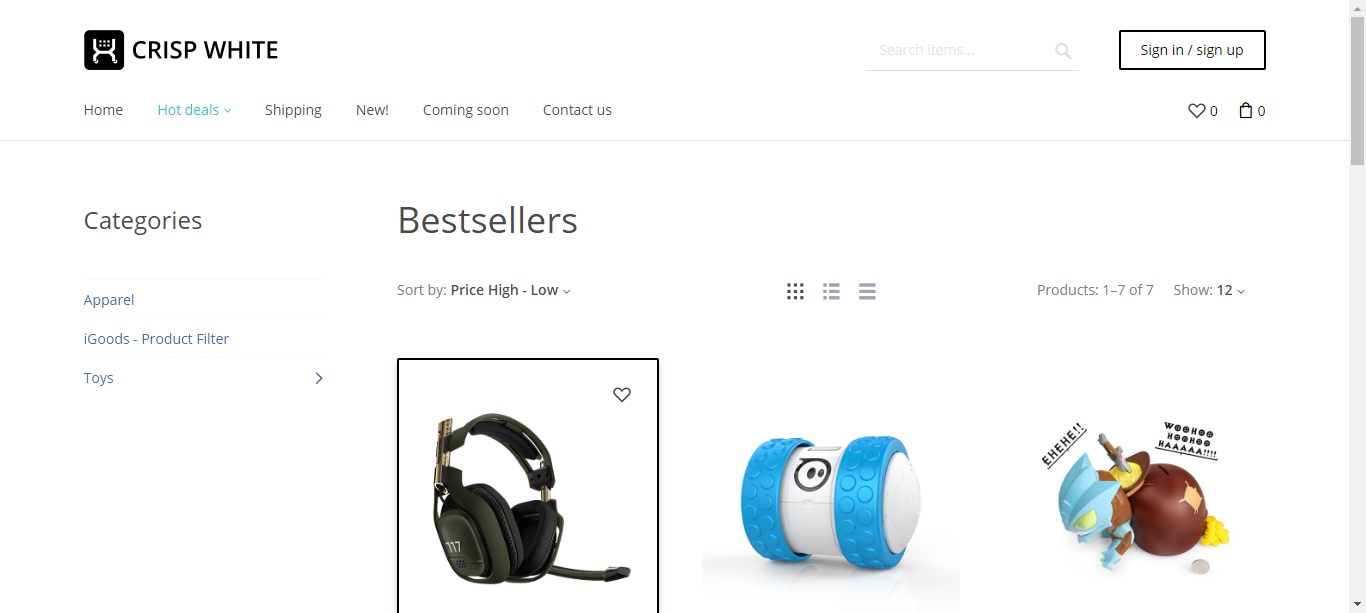 CRISP WHITE
Search items...
Sign in / sign up
Home
Hot deals
Shipping
New!
Coming soon
Contact us
0
0
Categories
Bestsellers
Apparel
iGoods - Product Filter
Toys
Sort by: Price High - Low
Products: 1–7 of 7
Show: 12
117
EHEHE!!
WOOHOO
HOOHOO
HAAAAA!!!!